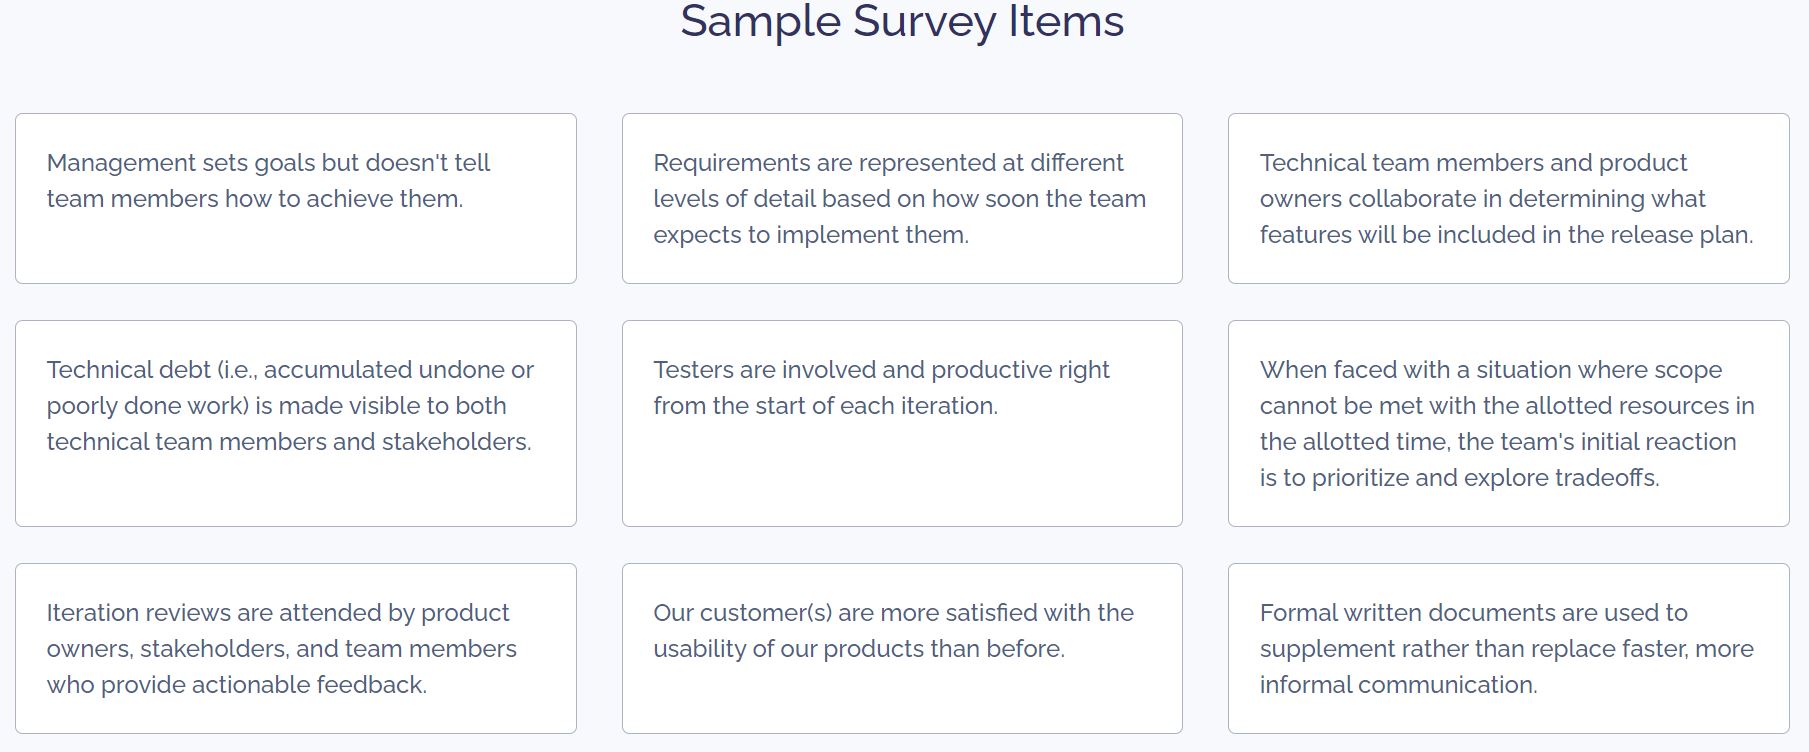 Sample Survey Items
Management sets goals but doesn't tell
team members how to achieve them.
Requirements are represented at different
levels of detail based on how soon the team
expects to implement them.
Technical team members and product
owners collaborate in determining what
features will be included in the release plan.
Technical debt (i.e., accumulated undone or
poorly done work) is made visible to both
technical team members and stakeholders.
Testers are involved and productive right
from the start of each iteration.
When faced with a situation where scope
cannot be met with the allotted resources in
the allotted time, the team's initial reaction
is to prioritize and explore tradeoffs.
Iteration reviews are attended by product
owners, stakeholders, and team members
who provide actionable feedback.
Our customer(s) are more satisfied with the
usability of our products than before.
Formal written documents are used to
supplement rather than replace faster, more
informal communication.